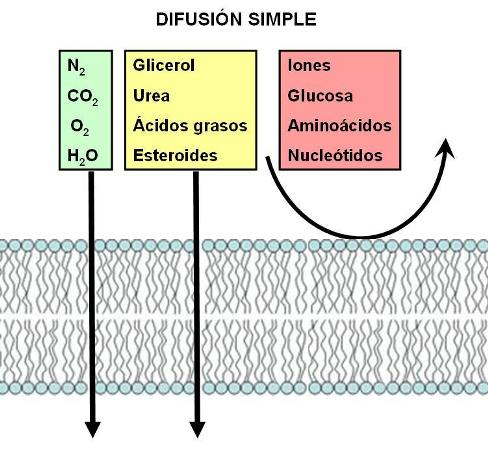 DIFUSIÓN SIMPLE
N₂
CO₂
O₂
H₂O
Glicerol
Urea
Ácidos grasos
Esteroides
Iones
Glucosa
Aminoácidos
Nucleótidos